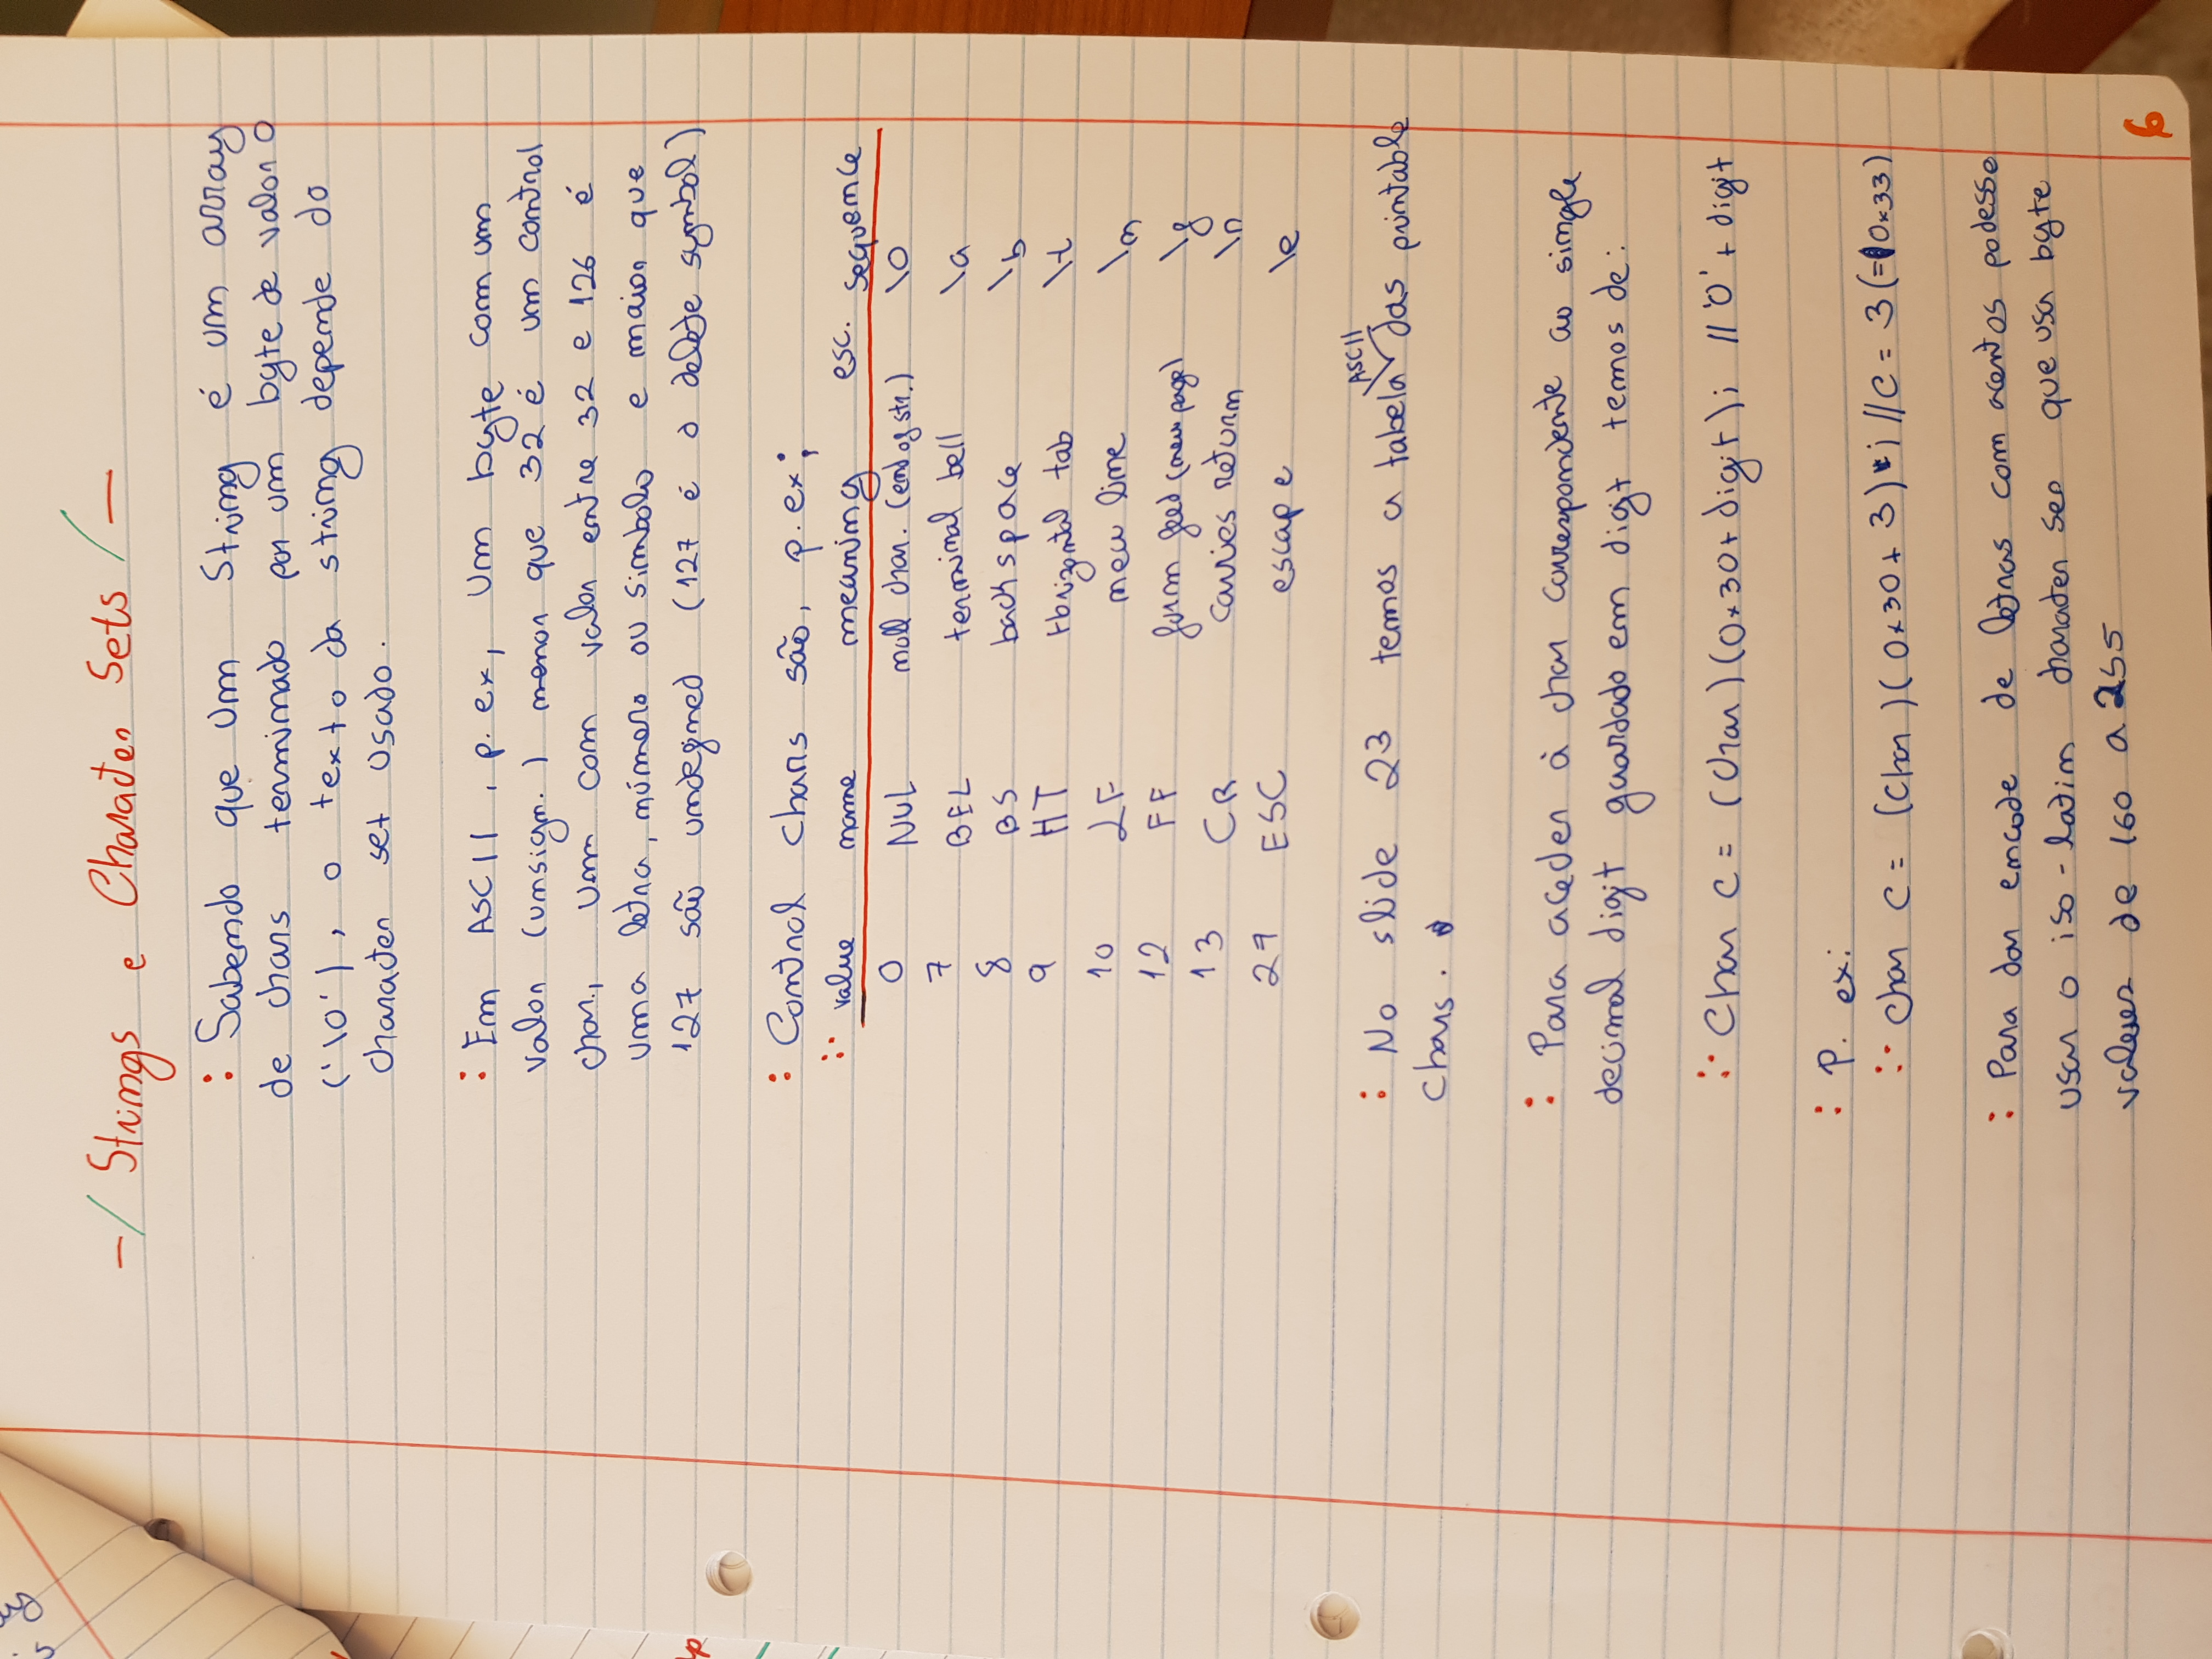 -/ Strings e Character Sets /-
: Sabendo que um String é um array
de chars terminado por um byte de valor 0
('\0'), o texto da string depende do
character set usado.
: Em ASCII, p. ex, um byte com um
valor (unsign.) menor que 32 é um control
char., um com valor entre 32 e 126 é
uma letra, número ou simbolo e maior que
127 são undefined (127 é o delete symbol)
: Control chars são, p. ex;
value name meaning esc. sequence
0 NUL null char. (end of str.) \0
7 BEL terminal bell \a
8 BS backspace \b
9 HT Horizontal tab \t
10 LF new line \n
12 FF form feed (new page) \f
13 CR carries return \r
27 ESC escape \e
: No slide 23 temos a tabela ASCII das printable
chars.
: Para aceder à char correspondente ao single
decimal digit guardado em digit temos de:
:· Char c = (char)(0x30+digit); // '0' + digit
: P. ex:
:· char c = (char)(0x30+3); // c = 3 (=0x33)
: Para dar encode de letras com acentos podesse
usar o iso-latin character set que usa byte
values de 160 a 255
6